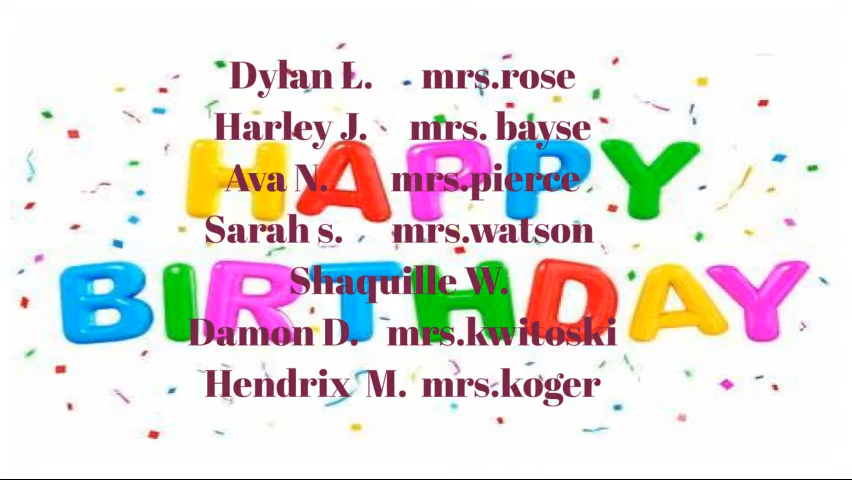 Dylan L. mrs.rose
Harley J. mrs. bayse
HAPPY
Ava N. mrs.pierce
Sarah s. mrs.watson
Shaquille W.
BIRTHDAY
Damon D. mrs.kwitoski
Hendrix M. mrs.koger